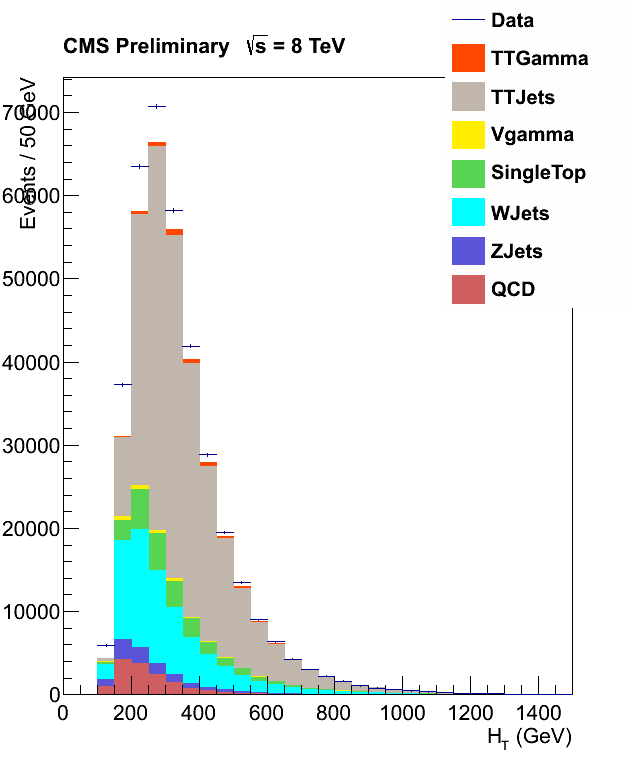 CMS Preliminary √s = 8 TeV
Data
TTGamma
TTJets
Vgamma
SingleTop
WJets
ZJets
QCD
Events / 50 GeV
70000
60000
50000
40000
30000
20000
10000
0
0 200 400 600 800 1000 1200 1400
H_T (GeV)